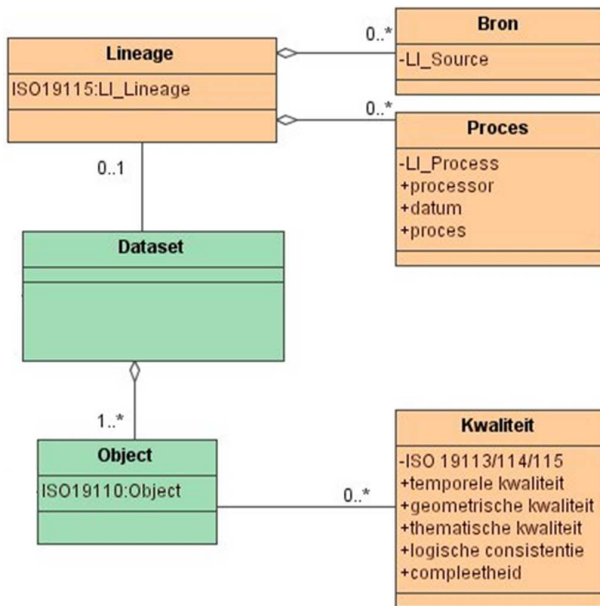 Lineage
ISO19115:LI_Lineage
0..*
Bron
-LI_Source
0..*
Proces
-LI_Process
+processor
+datum
+proces
0..1
Dataset
1..*
Object
ISO19110:Object
0..*
Kwaliteit
-ISO 19113/114/115
+temporele kwaliteit
+geometrische kwaliteit
+thematische kwaliteit
+logische consistentie
+compleetheid